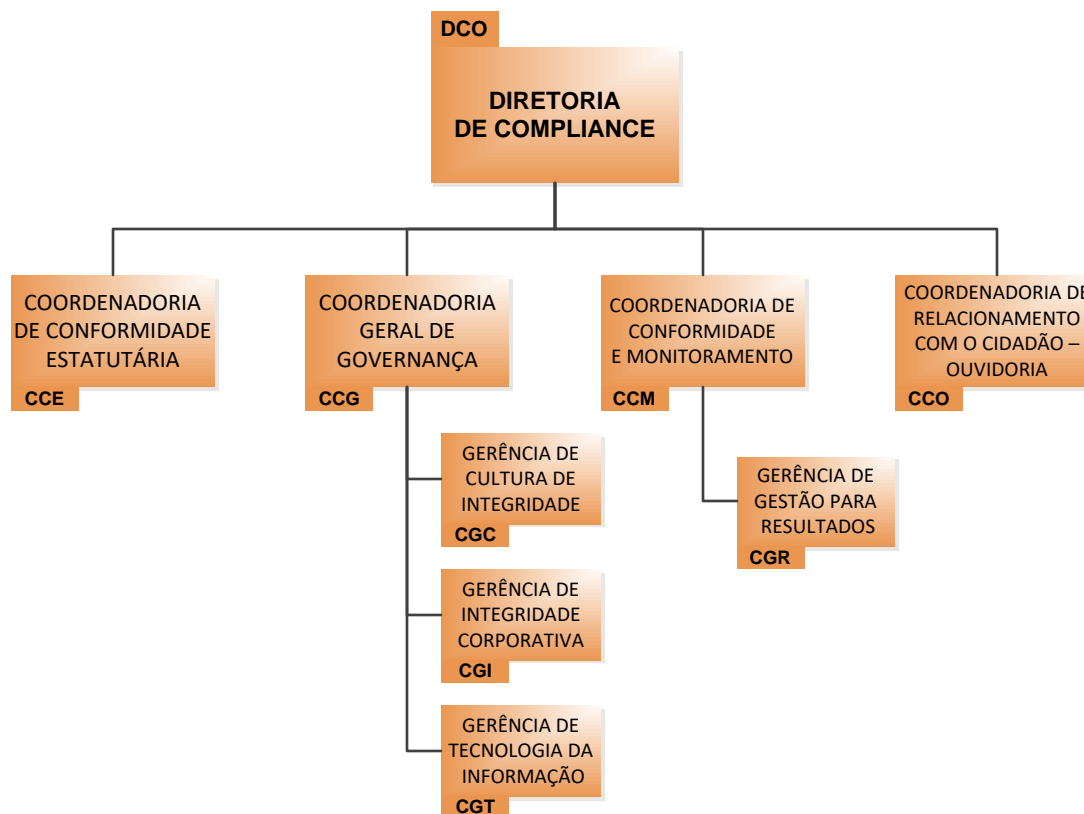 DCO
DIRETORIA
DE COMPLIANCE
COORDENADORIA
DE CONFORMIDADE
ESTATUTÁRIA
CCE
COORDENADORIA
GERAL DE
GOVERNANÇA
CCG
COORDENADORIA DE
CONFORMIDADE
E MONITORAMENTO
CCM
COORDENADORIA DE
RELACIONAMENTO
COM O CIDADÃO –
OUVIDORIA
CCO
GERÊNCIA DE
CULTURA DE
INTEGRIDADE
CGC
GERÊNCIA DE
INTEGRIDADE
CORPORATIVA
CGI
GERÊNCIA DE
TECNOLOGIA DA
INFORMAÇÃO
CGT
GERÊNCIA DE
GESTÃO PARA
RESULTADOS
CGR